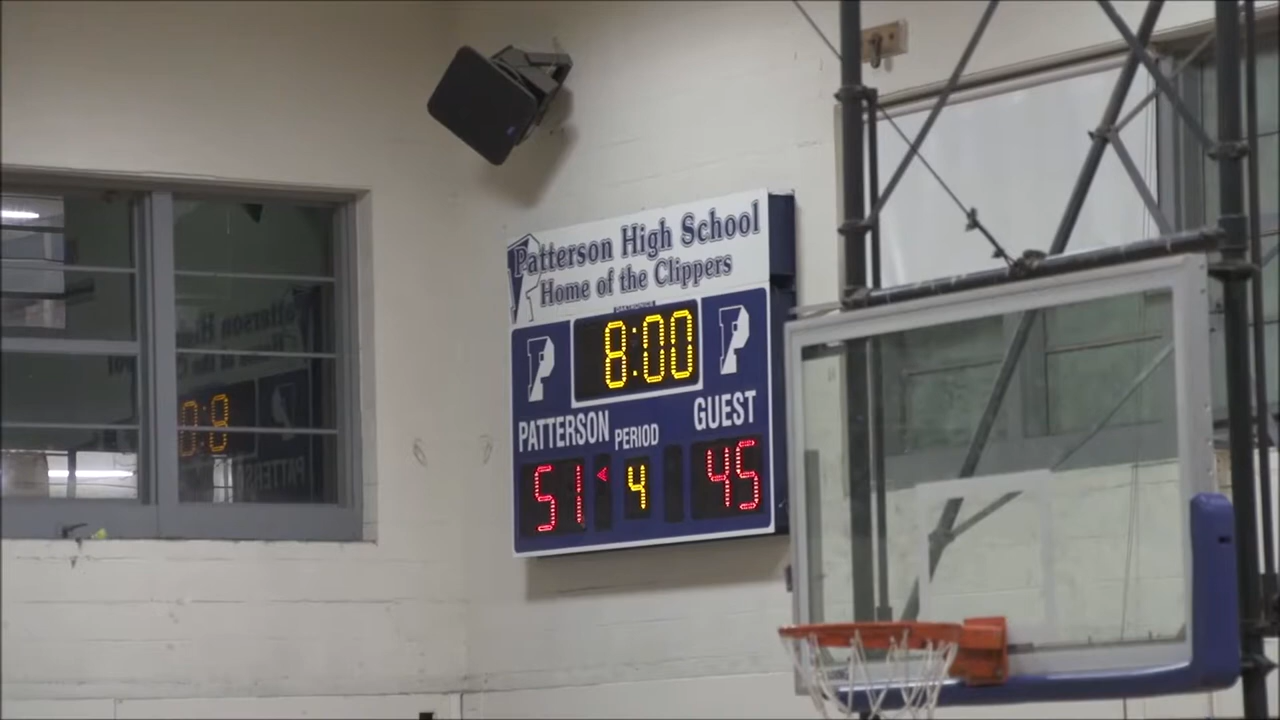 Patterson High School
Home of the Clippers
8:00
P P
PATTERSON PERIOD GUEST
51 4 45